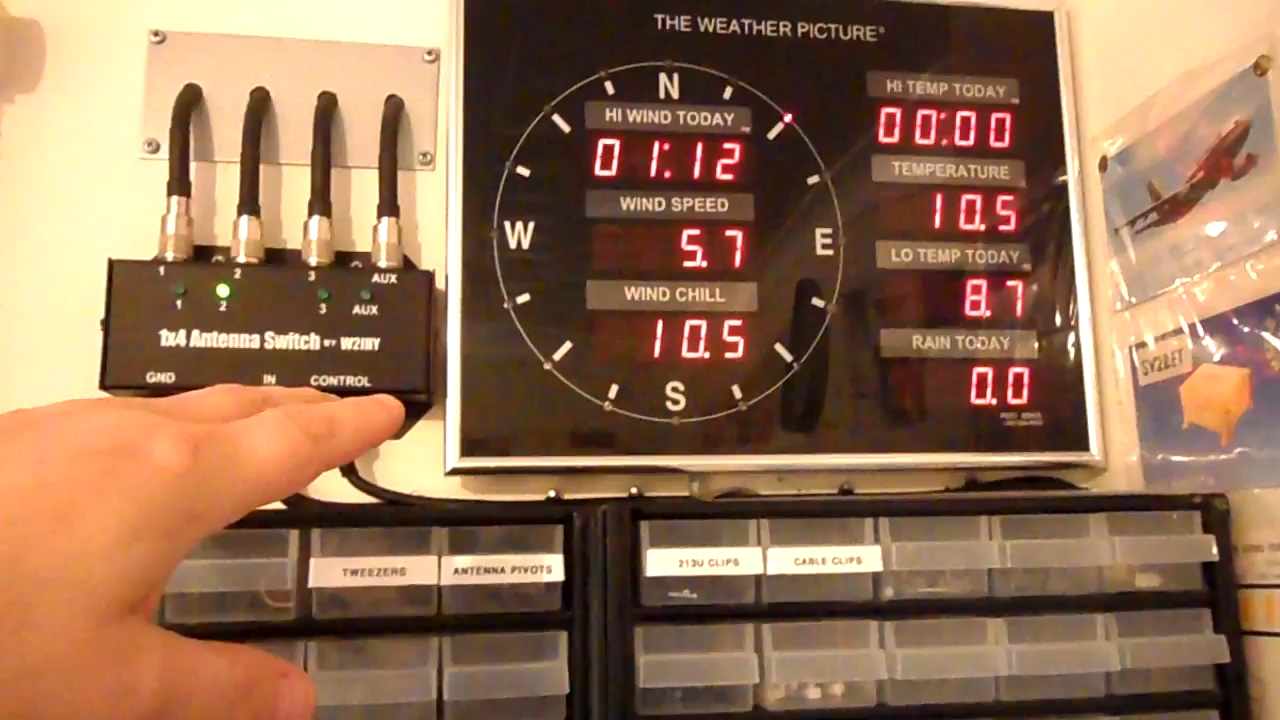 THE WEATHER PICTURE®
N
HI WIND TODAY
01:12
WIND SPEED
5.7
WIND CHILL
10.5
W
E
S
HI TEMP TODAY
00:00
TEMPERATURE
10.5
LO TEMP TODAY
8.7
RAIN TODAY
0.0
1 2 3 AUX
1 2 3 AUX
1x4 Antenna Switch BY W2INY
GND IN CONTROL
SV2BET
TWEEZERS
ANTENNA PIVOTS
213U CLIPS
CABLE CLIPS